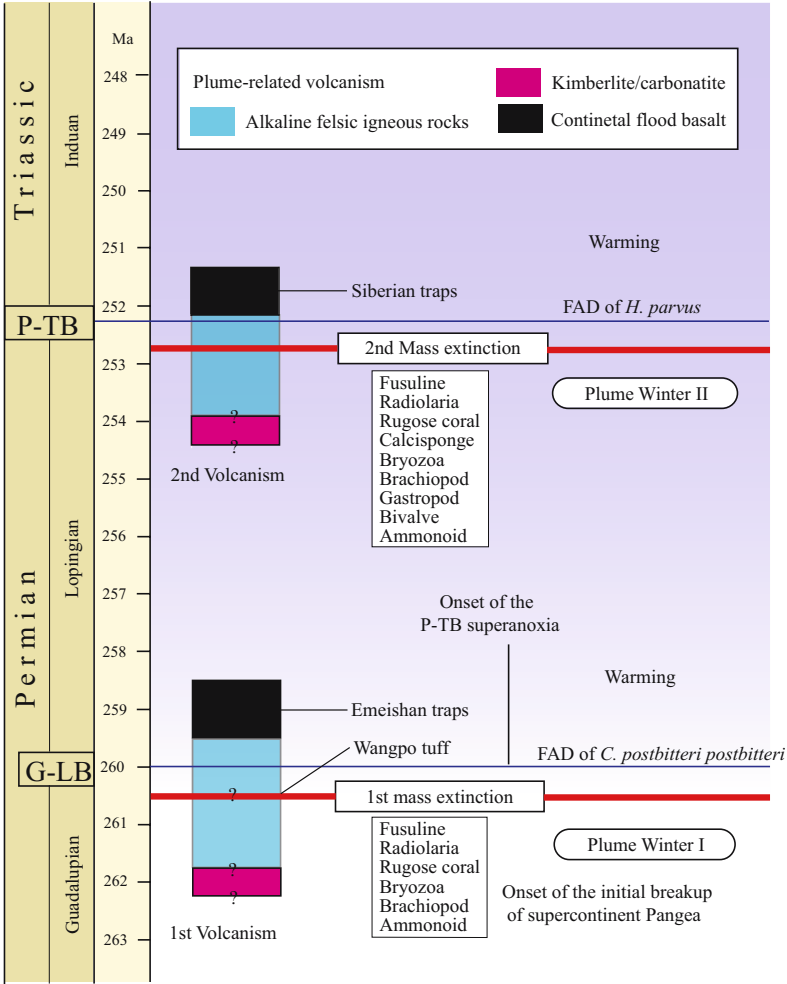 Ma
Triassic
Induan
P-TB
Permian
Lopingian
G-LB
Guadalupian
248
249
250
251
252
253
254
255
256
257
258
259
260
261
262
263
Plume-related volcanism
Alkaline felsic igneous rocks
Kimberlite/carbonatite
Continetal flood basalt
Warming
Siberian traps
FAD of H. parvus
2nd Mass extinction
Plume Winter II
Fusuline
Radiolaria
Rugose coral
Calcisponge
Bryozoa
Brachiopod
Gastropod
Bivalve
Ammonoid
?
?
2nd Volcanism
Onset of the
P-TB superanoxia
Warming
Emeishan traps
Wangpo tuff
FAD of C. postbitteri postbitteri
?
1st mass extinction
Plume Winter I
Fusuline
Radiolaria
Rugose coral
Bryozoa
Brachiopod
Ammonoid
?
?
1st Volcanism
Onset of the initial breakup
of supercontinent Pangea